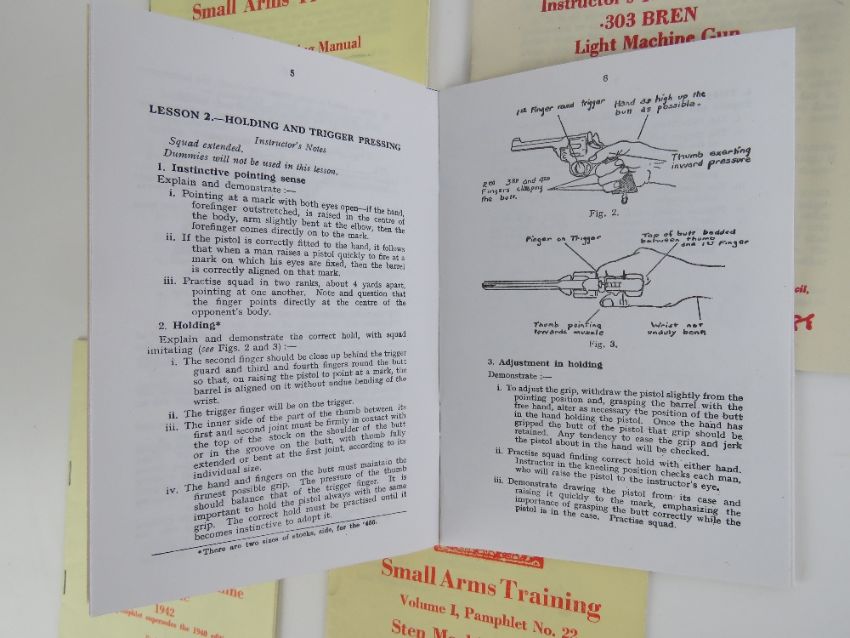 Small Arms
Manual
Instructor's
.303 BREN
Light Machine Gun
5
LESSON 2.—HOLDING AND TRIGGER PRESSING
Instructor's Notes
Squad extended.
Dummies will not be used in this lesson.
1. Instinctive pointing sense
Explain and demonstrate :—
i. Pointing at a mark with both eyes open—if the hand,
forefinger outstretched, is raised in the centre of
the body, arm slightly bent at the elbow, then the
forefinger comes directly on to the mark.
ii. If the pistol is correctly fitted to the hand, it follows
that when a man raises a pistol quickly to fire at a
mark on which his eyes are fixed, then the barrel
is correctly aligned on that mark.
iii. Practise squad in two ranks, about 4 yards apart,
pointing at one another. Note and question that
the finger points directly at the centre of the
opponent's body.
2. Holding*
Explain and demonstrate the correct hold, with squad
imitating (see Figs. 2 and 3) :—
i. The second finger should be close up behind the trigger
guard and third and fourth fingers round the butt
so that, on raising the pistol to point at a mark, the
barrel is aligned on it without undue bending of the
wrist.
ii. The trigger finger will be on the trigger.
iii. The inner side of the part of the thumb between its
first and second joint must be firmly in contact with
the top of the stock on the shoulder of the butt
or in the groove on the butt, with thumb fully
extended or bent at the first joint, according to its
individual size.
iv. The hand and fingers on the butt must maintain the
firmest possible grip. The pressure of the thumb
should balance that of the trigger finger. It is
important to hold the pistol always with the same
grip. The correct hold must be practised until it
becomes instinctive to adopt it.
*There are two sizes of stocks, side, for the ·380.
6
1st Finger round trigger
Hand as high up the
butt as possible.
Thumb exerting
inward pressure
2nd 3rd and 4th
Fingers clasping
the butt.
Fig. 2.
Finger on Trigger
Top of butt bedded
between thumb
and 1st Finger
Thumb pointing
towards muzzle
Wrist not
unduly bent
Fig. 3.
3. Adjustment in holding
Demonstrate :—
i. To adjust the grip, withdraw the pistol slightly from the
pointing position and, grasping the barrel with the
free hand, alter as necessary the position of the butt
in the hand holding the pistol. Once the hand has
gripped the butt of the pistol that grip should be
retained. Any tendency to ease the grip and jerk
the pistol about in the hand will be checked.
ii. Practise squad finding correct hold with either hand.
Instructor in the kneeling position checks each man,
who will raise the pistol to the instructor's eye.
iii. Demonstrate drawing the pistol from its case and
raising it quickly to the mark, emphasizing the
importance of grasping the butt correctly while the
pistol is in the case. Practise squad.
1942
supersedes the 1940
Small Arms Training
Volume I, Pamphlet No. 22